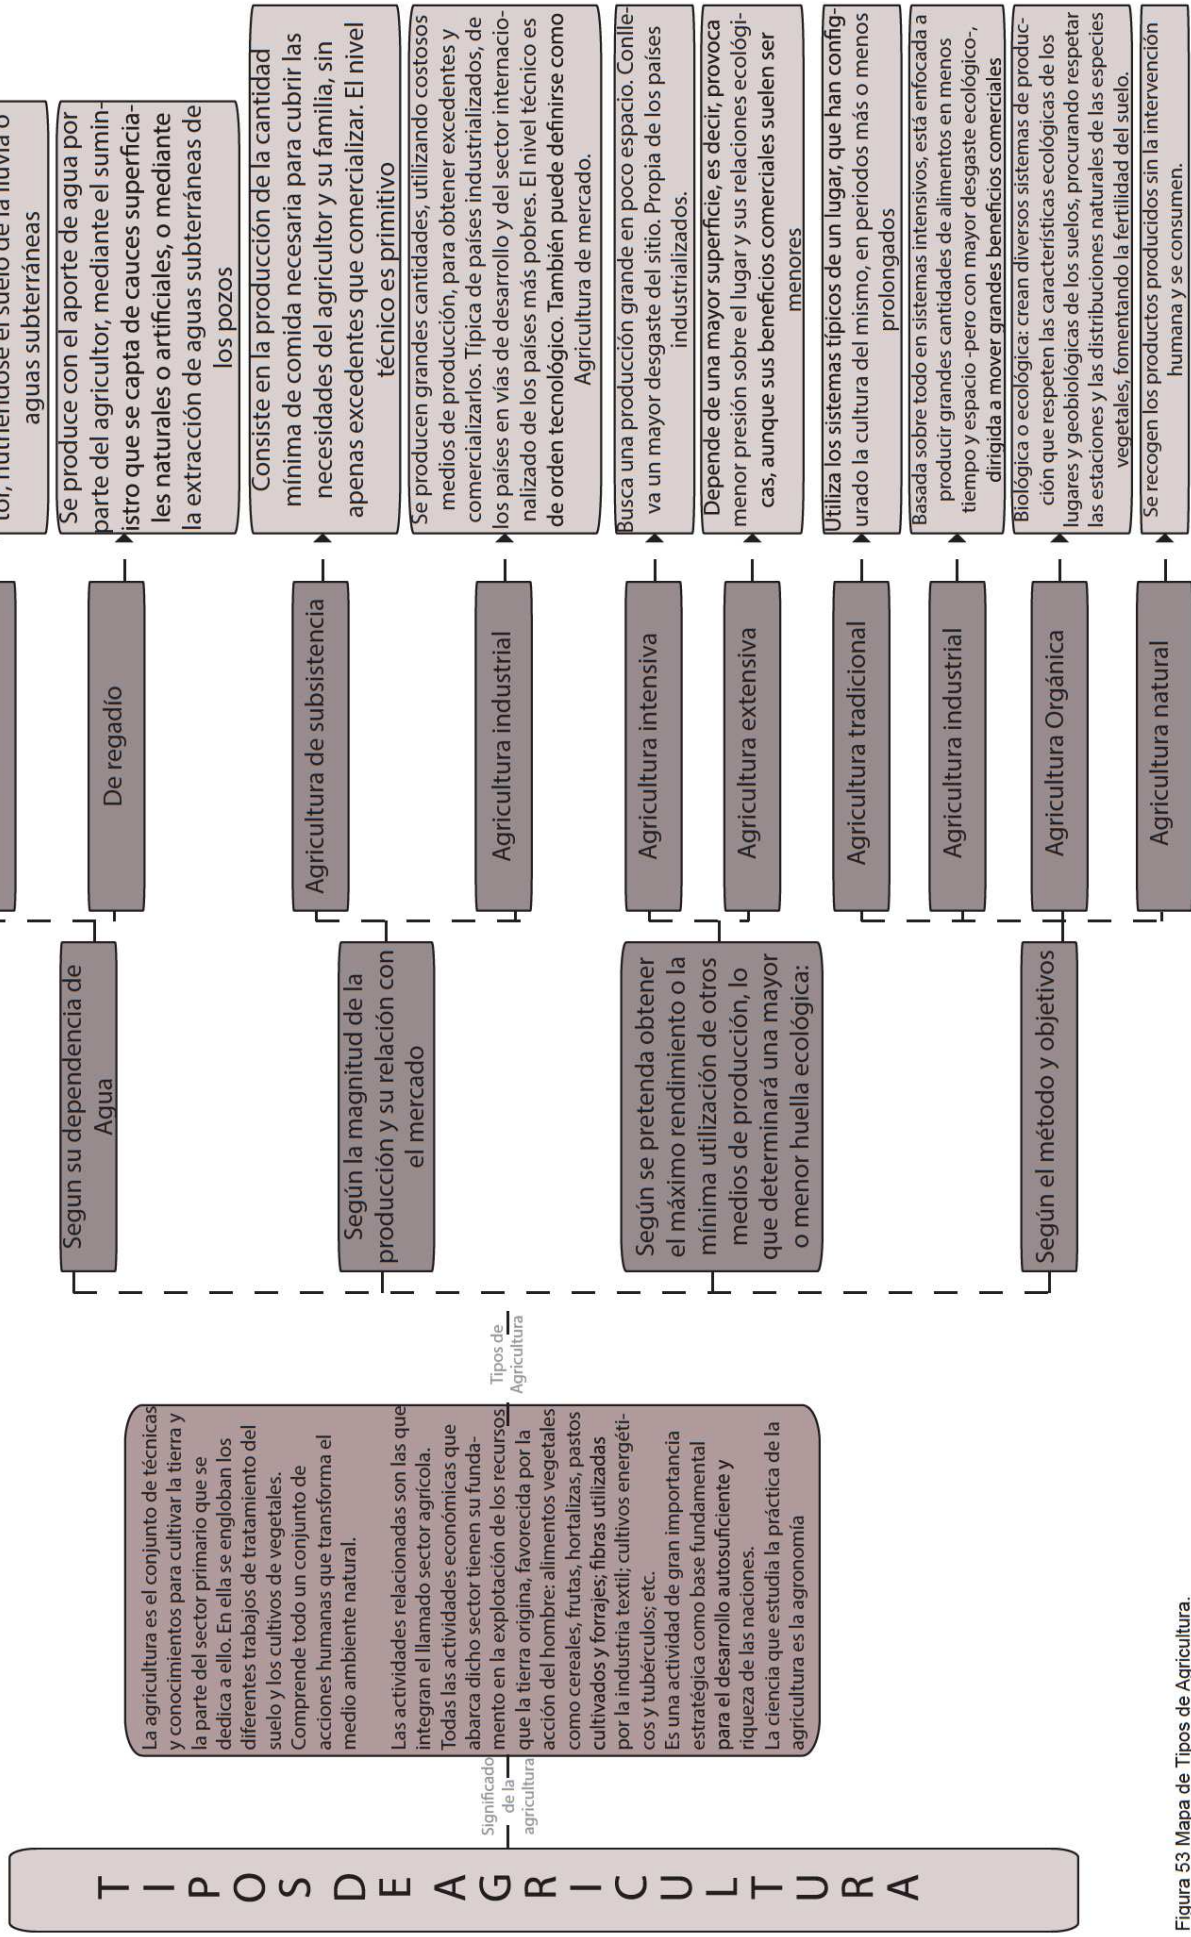 TIPOS DE AGRICULTURA
Significado
de la
agricultura
La agricultura es el conjunto de técnicas
y conocimientos para cultivar la tierra y
la parte del sector primario que se
dedica a ello. En ella se engloban los
diferentes trabajos de tratamiento del
suelo y los cultivos de vegetales.
Comprende todo un conjunto de
acciones humanas que transforma el
medio ambiente natural.
Las actividades relacionadas son las que
integran el llamado sector agrícola.
Todas las actividades económicas que
abarca dicho sector tienen su funda-
mento en la explotación de los recursos
que la tierra origina, favorecida por la
acción del hombre: alimentos vegetales
como cereales, frutas, hortalizas, pastos
cultivados y forrajes; fibras utilizadas
por la industria textil; cultivos energéti-
cos y tubérculos; etc.
Es una actividad de gran importancia
estratégica como base fundamental
para el desarrollo autosuficiente y
riqueza de las naciones.
La ciencia que estudia la práctica de la
agricultura es la agronomía
Tipos de
Agricultura
Segun su dependencia de
Agua
tor, nutriéndose el suelo de la lluvia o
aguas subterráneas
De regadío
Se produce con el aporte de agua por
parte del agricultor, mediante el sumin-
istro que se capta de cauces superficia-
les naturales o artificiales, o mediante
la extracción de aguas subterráneas de
los pozos
Según la magnitud de la
producción y su relación con
el mercado
Agricultura de subsistencia
Consiste en la producción de la cantidad
mínima de comida necesaria para cubrir las
necesidades del agricultor y su familia, sin
apenas excedentes que comercializar. El nivel
técnico es primitivo
Agricultura industrial
Se producen grandes cantidades, utilizando costosos
medios de producción, para obtener excedentes y
comercializarlos. Típica de países industrializados, de
los países en vías de desarrollo y del sector internacio-
nalizado de los países más pobres. El nivel técnico es
de orden tecnológico. También puede definirse como
Agricultura de mercado.
Según se pretenda obtener
el máximo rendimiento o la
mínima utilización de otros
medios de producción, lo
que determinará una mayor
o menor huella ecológica:
Agricultura intensiva
Busca una producción grande en poco espacio. Conlle-
va un mayor desgaste del sitio. Propia de los países
industrializados.
Agricultura extensiva
Depende de una mayor superficie, es decir, provoca
menor presión sobre el lugar y sus relaciones ecológi-
cas, aunque sus beneficios comerciales suelen ser
menores
Según el método y objetivos
Agricultura tradicional
Utiliza los sistemas típicos de un lugar, que han config-
urado la cultura del mismo, en periodos más o menos
prolongados
Agricultura industrial
Basada sobre todo en sistemas intensivos, está enfocada a
producir grandes cantidades de alimentos en menos
tiempo y espacio -pero con mayor desgaste ecológico-,
dirigida a mover grandes beneficios comerciales
Agricultura Orgánica
Biológica o ecológica: crean diversos sistemas de produc-
ción que respeten las características ecológicas de los
lugares y geobiológicas de los suelos, procurando respetar
las estaciones y las distribuciones naturales de las especies
vegetales, fomentando la fertilidad del suelo.
Agricultura natural
Se recogen los productos producidos sin la intervención
humana y se consumen.
Figura 53 Mapa de Tipos de Agricultura.